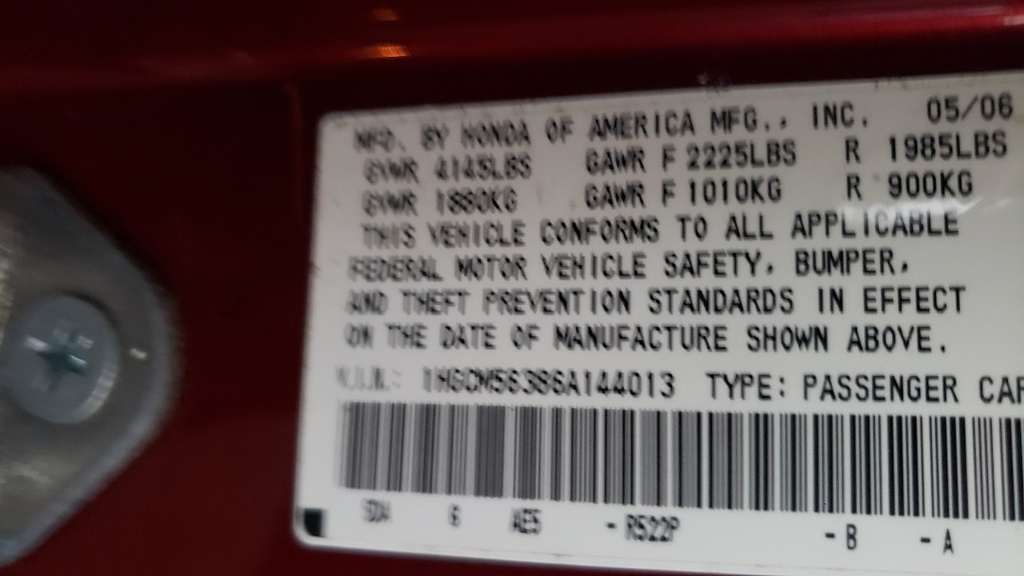 MFD. BY HONDA OF AMERICA MFG., INC. 05/06
GVWR 4145LBS GAWR F 2225LBS R 1985LBS
GVWR 1880KG GAWR F 1010KG R 900KG
THIS VEHICLE CONFORMS TO ALL APPLICABLE
FEDERAL MOTOR VEHICLE SAFETY, BUMPER,
AND THEFT PREVENTION STANDARDS IN EFFECT
ON THE DATE OF MANUFACTURE SHOWN ABOVE.
V.I.N.: 1HGCM56386A144013 TYPE: PASSENGER CAR
SDA 6 AE5 - R522P - B - A